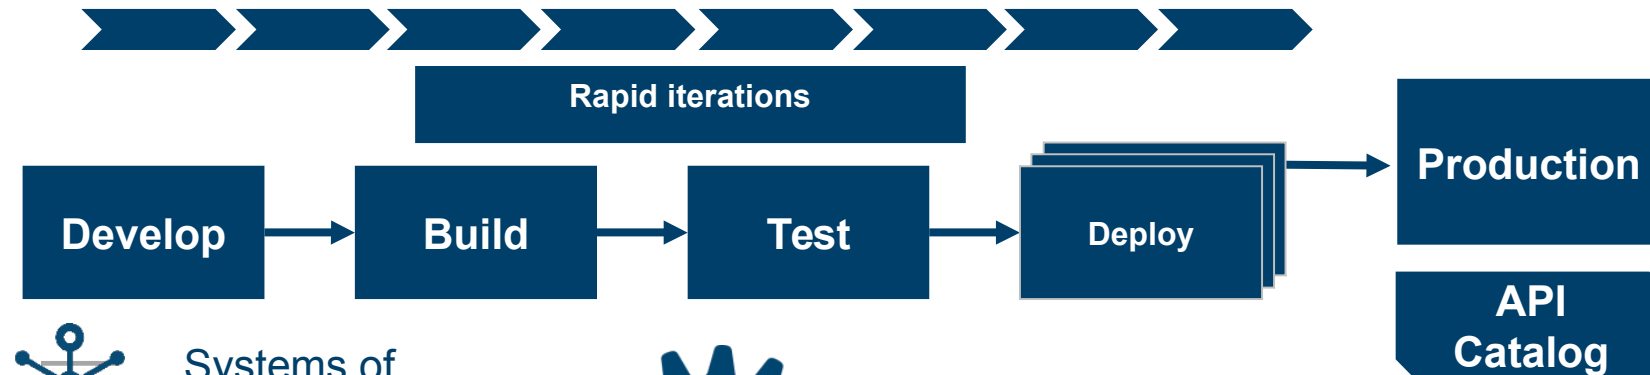 Rapid iterations
Production
Develop
Build
Test
Deploy
API
Catalog
Systems of